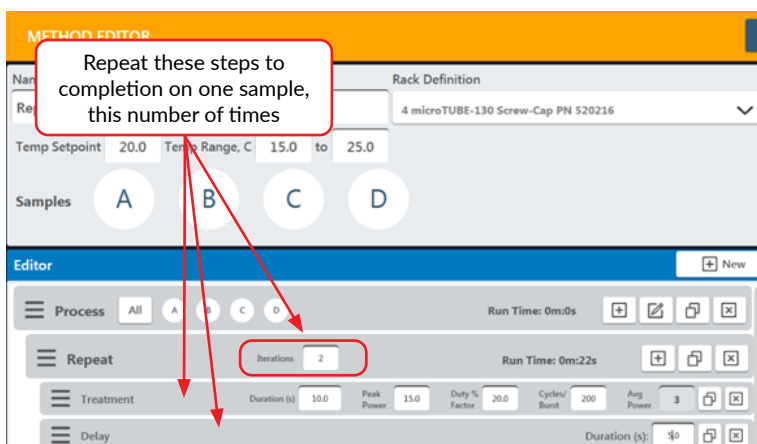 METHOD EDITOR
Repeat these steps to
completion on one sample,
this number of times
Rack Definition
4 microTUBE-130 Screw-Cap PN 520216
Temp Setpoint 20.0 Temp Range, C 15.0 to 25.0
Samples A B C D
Editor New
Process All A B C D Run Time: 0m:0s
Repeat Iterations 2 Run Time: 0m:22s
Treatment Duration (s) 10.0 Peak Power 15.0 Duty % Factor 20.0 Cycles/ Burst 200 Avg Power 3
Delay Duration (s):